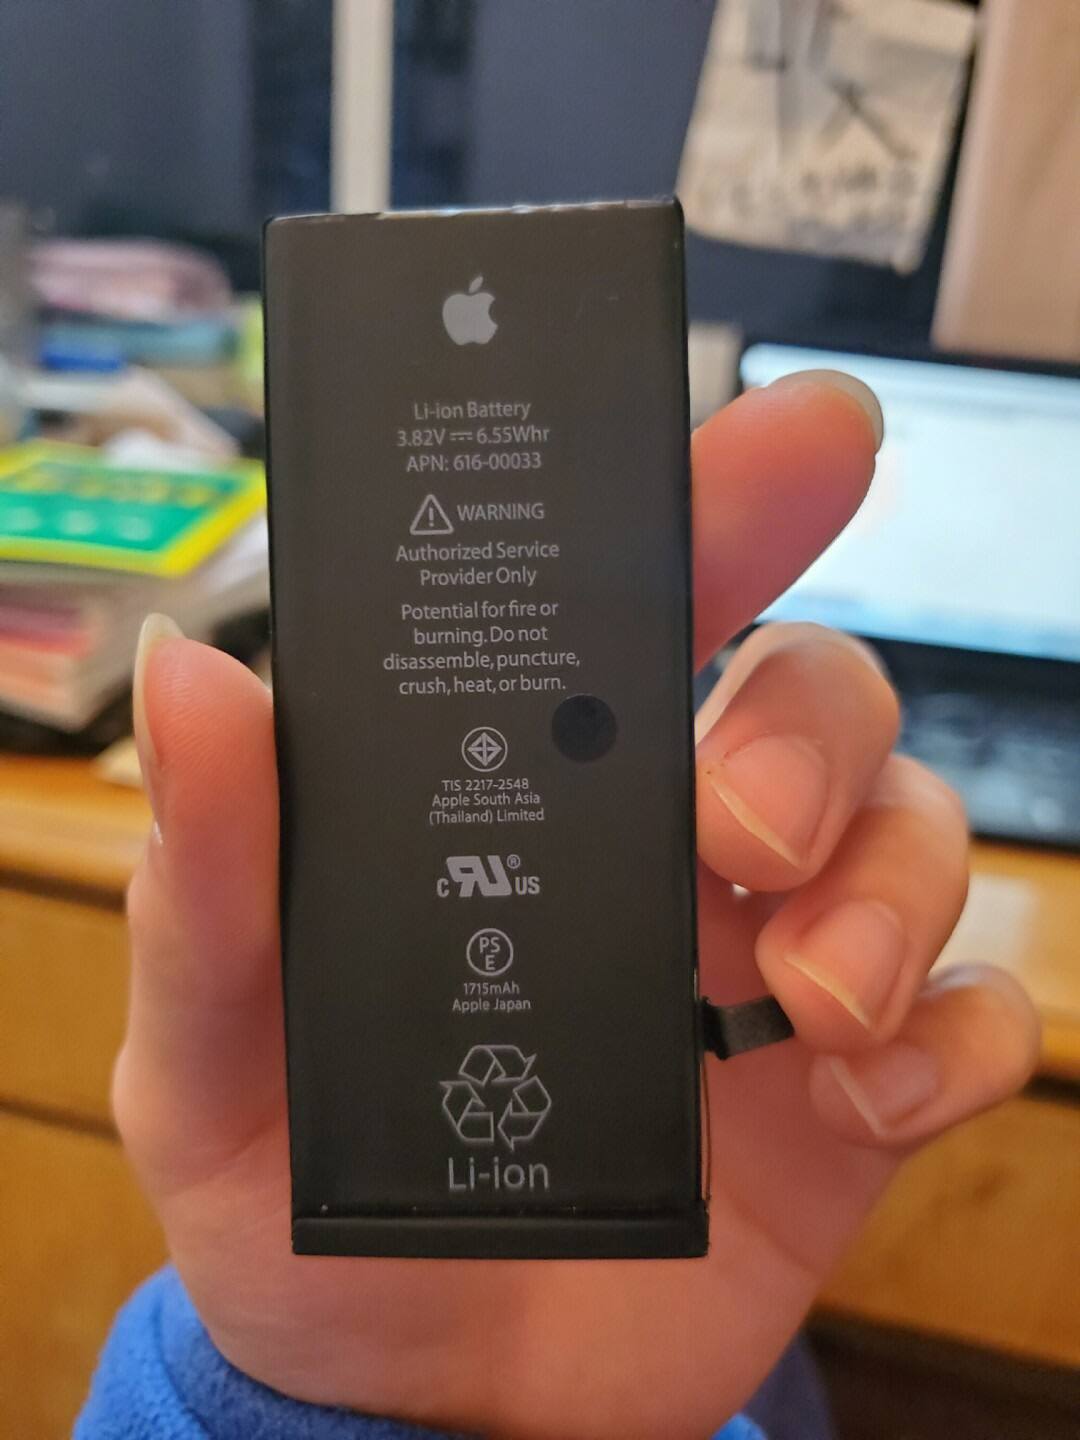 Li-ion Battery
3.82V ⎓ 6.55Whr
APN: 616-00033
WARNING
Authorized Service
Provider Only
Potential for fire or
burning. Do not
disassemble, puncture,
crush, heat, or burn.
TIS 2217-2548
Apple South Asia
(Thailand) Limited
c RU ® US
PS
E
1715mAh
Apple Japan
Li-ion